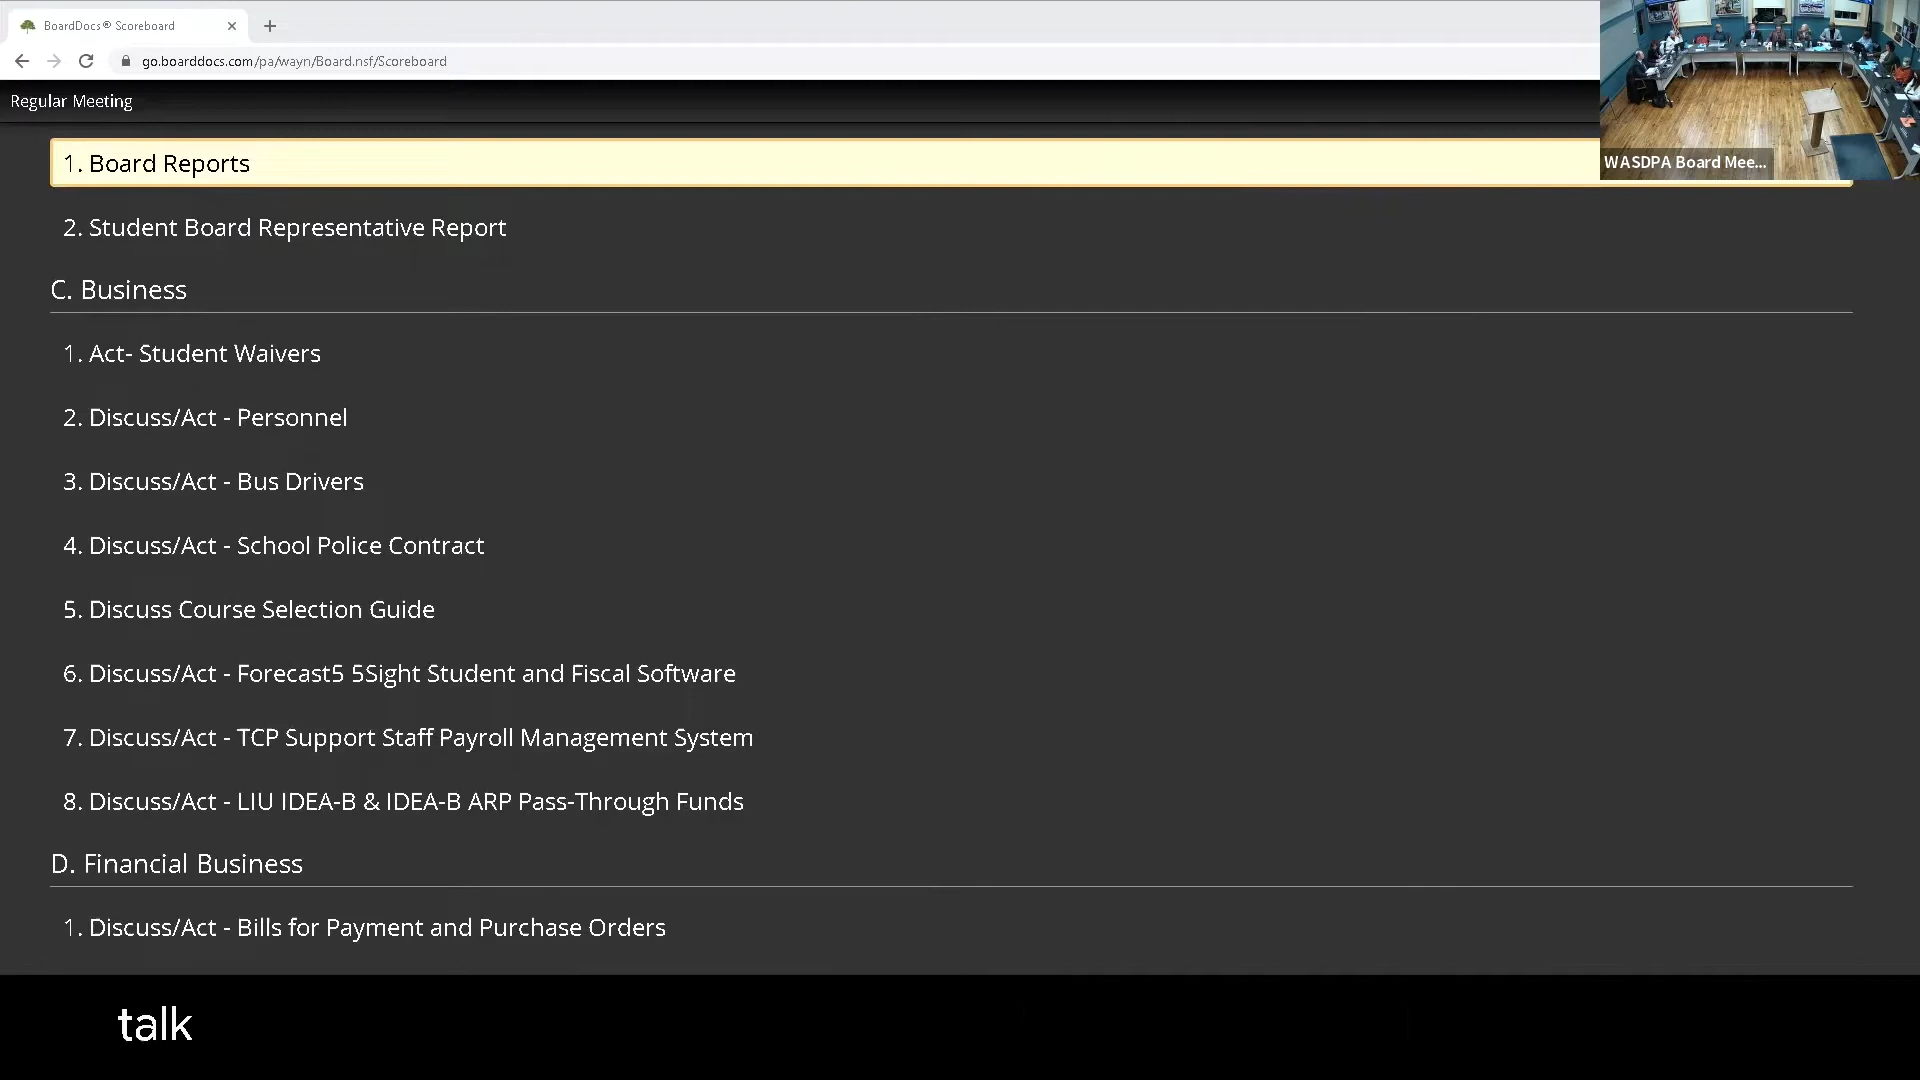 BoardDocs® Scoreboard
go.boarddocs.com/pa/wayn/Board.nsf/Scoreboard
Regular Meeting
WASDPA Board Mee...
1. Board Reports
2. Student Board Representative Report
C. Business
1. Act- Student Waivers
2. Discuss/Act - Personnel
3. Discuss/Act - Bus Drivers
4. Discuss/Act - School Police Contract
5. Discuss Course Selection Guide
6. Discuss/Act - Forecast5 5Sight Student and Fiscal Software
7. Discuss/Act - TCP Support Staff Payroll Management System
8. Discuss/Act - LIU IDEA-B & IDEA-B ARP Pass-Through Funds
D. Financial Business
1. Discuss/Act - Bills for Payment and Purchase Orders
talk